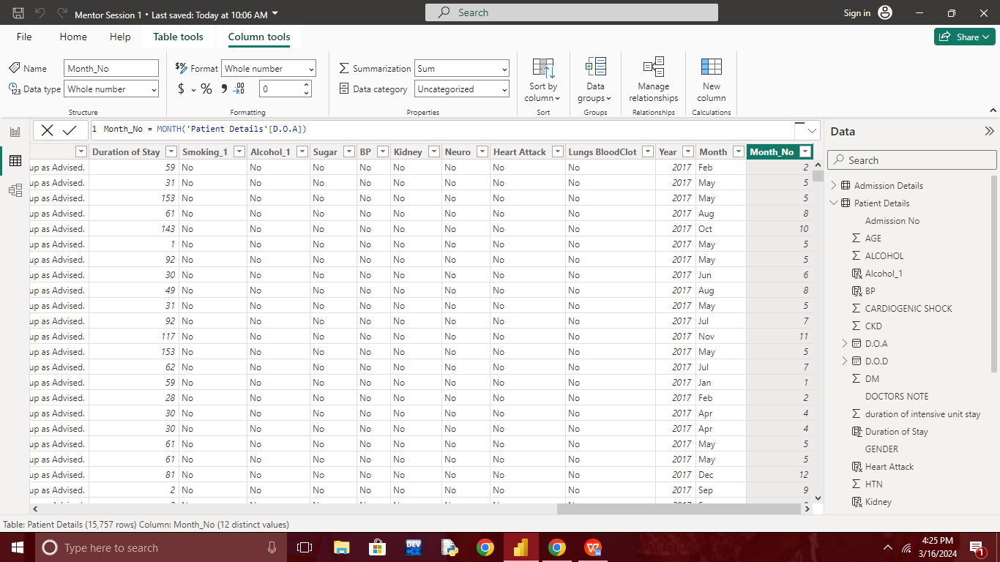 Mentor Session 1 • Last saved: Today at 10:06 AM
Search
Sign in
File Home Help Table tools Column tools
Share
Name Month_No
Data type Whole number
Structure
Format Whole number
$ % 9 .00 0
Formatting
Summarization Sum
Data category Uncategorized
Properties
Sort by column
Sort
Data groups
Groups
Manage relationships
Relationships
New column
Calculations
1 Month_No = MONTH('Patient Details'[D.O.A])
Duration of Stay Smoking_1 Alcohol_1 Sugar BP Kidney Neuro Heart Attack Lungs BloodClot Year Month Month_No
up as Advised. 59 No No No No No No No No 2017 Feb 2
up as Advised. 31 No No No No No No No No 2017 May 5
up as Advised. 153 No No No No No No No No 2017 May 5
up as Advised. 61 No No No No No No No No 2017 Aug 8
up as Advised. 143 No No No No No No No No 2017 Oct 10
up as Advised. 1 No No No No No No No No 2017 May 5
up as Advised. 92 No No No No No No No No 2017 May 5
up as Advised. 30 No No No No No No No No 2017 Jun 6
up as Advised. 49 No No No No No No No No 2017 Aug 8
up as Advised. 31 No No No No No No No No 2017 May 5
up as Advised. 92 No No No No No No No No 2017 Jul 7
up as Advised. 117 No No No No No No No No 2017 Nov 11
up as Advised. 153 No No No No No No No No 2017 May 5
up as Advised. 62 No No No No No No No No 2017 Jul 7
up as Advised. 59 No No No No No No No No 2017 Jan 1
up as Advised. 28 No No No No No No No No 2017 Feb 2
up as Advised. 30 No No No No No No No No 2017 Apr 4
up as Advised. 30 No No No No No No No No 2017 Apr 4
up as Advised. 61 No No No No No No No No 2017 May 5
up as Advised. 61 No No No No No No No No 2017 May 5
up as Advised. 81 No No No No No No No No 2017 Dec 12
up as Advised. 2 No No No No No No No No 2017 Sep 9
Data
Search
Admission Details
Patient Details
Admission No
AGE
ALCOHOL
Alcohol_1
BP
CARDIOGENIC SHOCK
CKD
D.O.A
D.O.D
DM
DOCTORS NOTE
duration of intensive unit stay
Duration of Stay
GENDER
Heart Attack
HTN
Kidney
Table: Patient Details (15,757 rows) Column: Month_No (12 distinct values)
Type here to search
DEV
4:25 PM
3/16/2024
1